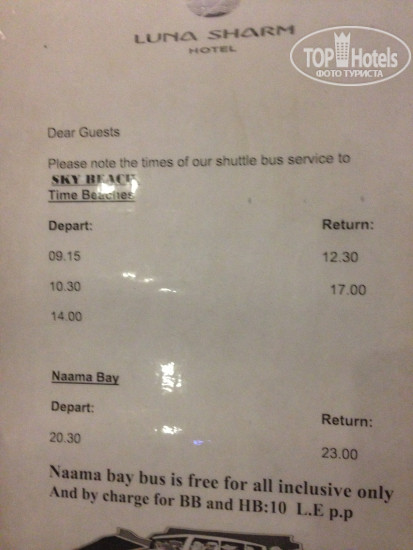 LUNA SHARM
HOTEL
TOP Hotels
ФОТО ТУРИСТА
Dear Guests
Please note the times of our shuttle bus service to
SKY BEACH
Time Beaches
Depart: Return:
09.15 12.30
10.30 17.00
14.00
Naama Bay
Depart: Return:
20.30 23.00
Naama bay bus is free for all inclusive only
And by charge for BB and HB:10 L.E p.p